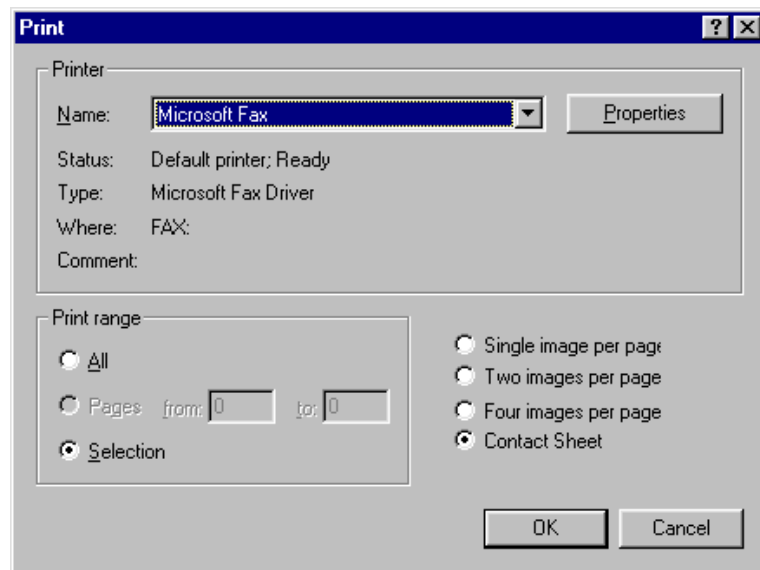 Print
Printer
Name: Microsoft Fax Properties
Status: Default printer; Ready
Type: Microsoft Fax Driver
Where: FAX:
Comment:
Print range
All
Pages from: 0 to: 0
Selection
Single image per page
Two images per page
Four images per page
Contact Sheet
OK Cancel